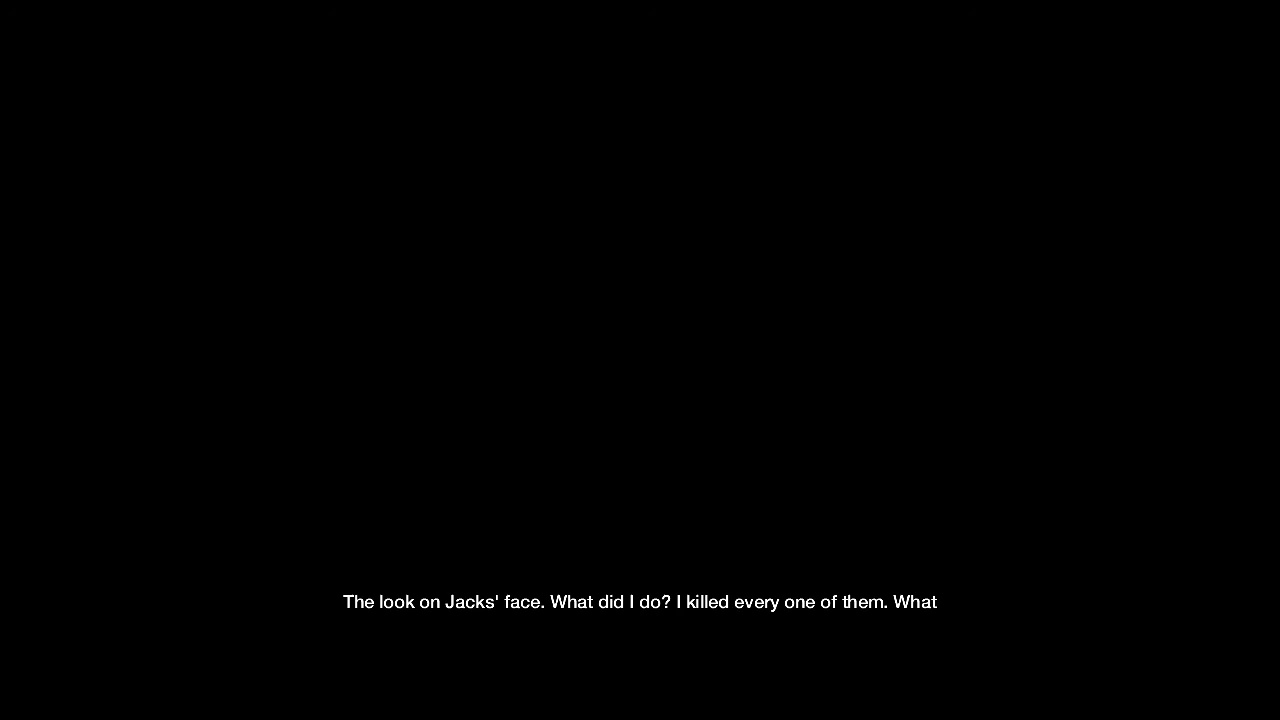 The look on Jacks' face. What did I do? I killed every one of them. What